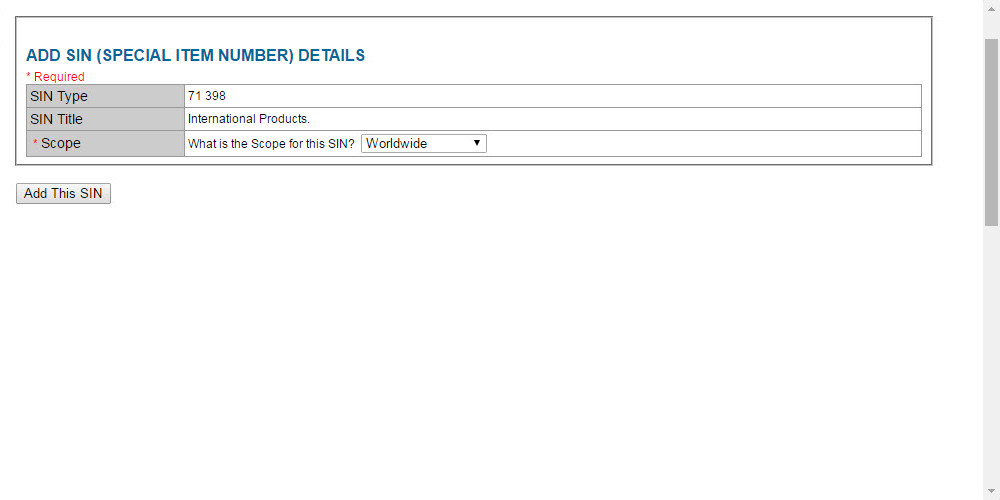 ADD SIN (SPECIAL ITEM NUMBER) DETAILS
* Required
SIN Type 71 398
SIN Title International Products.
* Scope What is the Scope for this SIN? Worldwide
Add This SIN